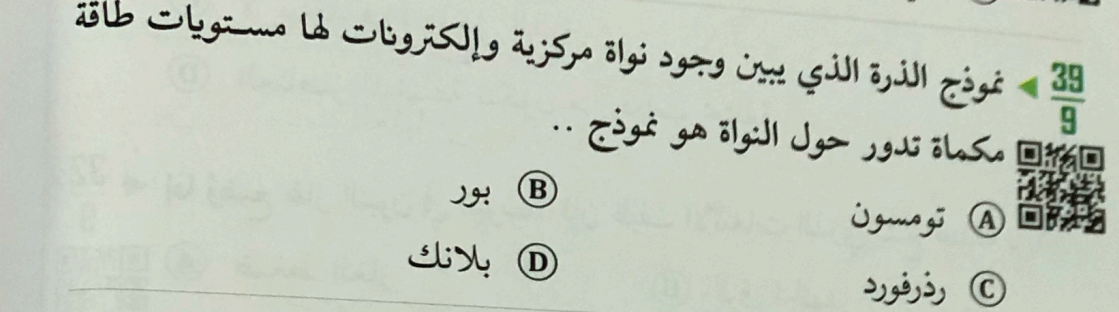 39/9 ◀ نموذج الذرة الذي يبين وجود نواة مركزية وإلكترونات لها مستويات طاقة
مكماة تدور حول النواة هو نموذج ..
Ⓐ تومسون Ⓑ بور
Ⓒ رذرفورد Ⓓ بلانك